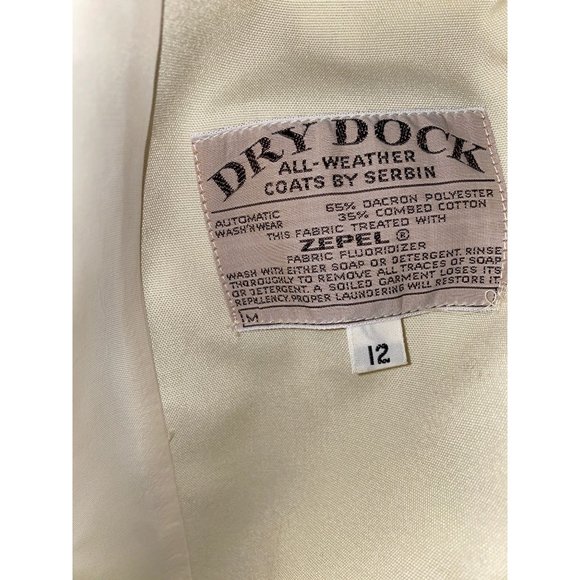 DRY DOCK
ALL-WEATHER
COATS BY SERBIN
AUTOMATIC 65% DACRON POLYESTER
WASH'N WEAR 35% COMBED COTTON
THIS FABRIC TREATED WITH
ZEPEL ®
FABRIC FLUORIDIZER
WASH WITH EITHER SOAP OR DETERGENT. RINSE
THOROUGHLY TO REMOVE ALL TRACES OF SOAP
OR DETERGENT. A SOILED GARMENT LOSES ITS
REPELLENCY. PROPER LAUNDERING WILL RESTORE IT
M
12